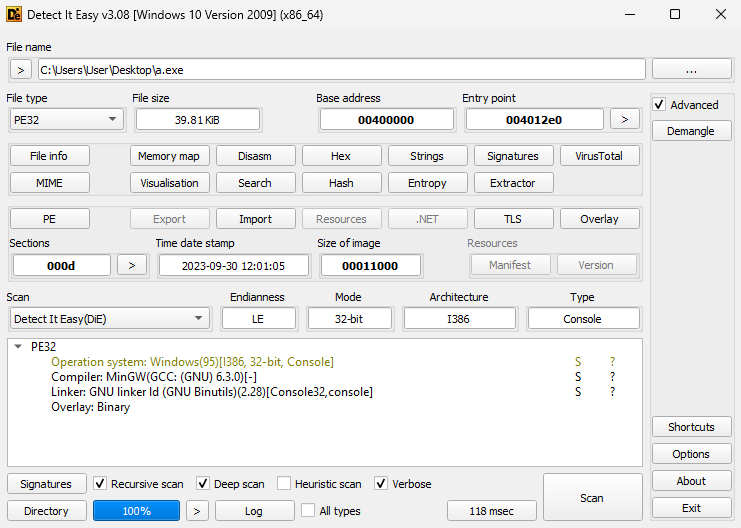 Detect It Easy v3.08 [Windows 10 Version 2009] (x86_64)
File name
> C:\Users\User\Desktop\a.exe ...
File type File size Base address Entry point Advanced
PE32 39.81 KiB 00400000 004012e0 >
Demangle
File info Memory map Disasm Hex Strings Signatures VirusTotal
MIME Visualisation Search Hash Entropy Extractor
PE Export Import Resources .NET TLS Overlay
Sections Time date stamp Size of image Resources
000d > 2023-09-30 12:01:05 00011000 Manifest Version
Scan Endianness Mode Architecture Type
Detect It Easy(DiE) LE 32-bit I386 Console
PE32
Operation system: Windows(95)[I386, 32-bit, Console] S ?
Compiler: MinGW(GCC: (GNU) 6.3.0)[-] S ?
Linker: GNU linker ld (GNU Binutils)(2.28)[Console32,console] S ?
Overlay: Binary
Shortcuts
Options
Signatures Recursive scan Deep scan Heuristic scan Verbose Scan About
Directory 100% > Log All types 118 msec Exit